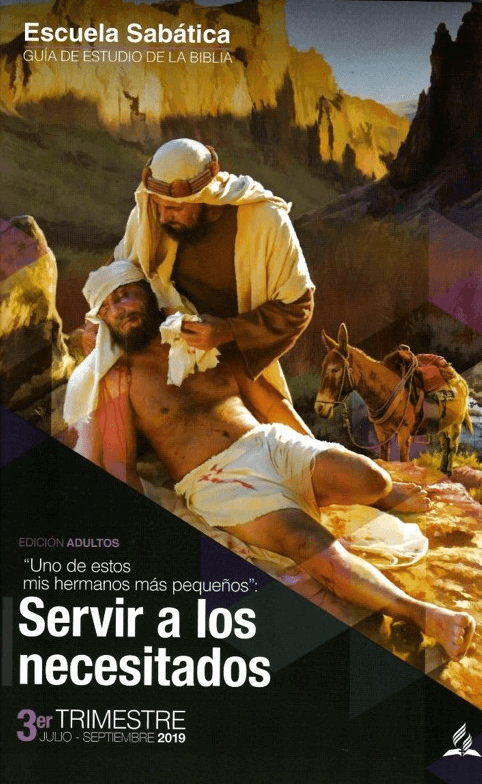 Escuela Sabática
GUÍA DE ESTUDIO DE LA BIBLIA
EDICIÓN ADULTOS
“Uno de estos
mis hermanos más pequeños”:
Servir a los
necesitados
3er TRIMESTRE
JULIO - SEPTIEMBRE 2019